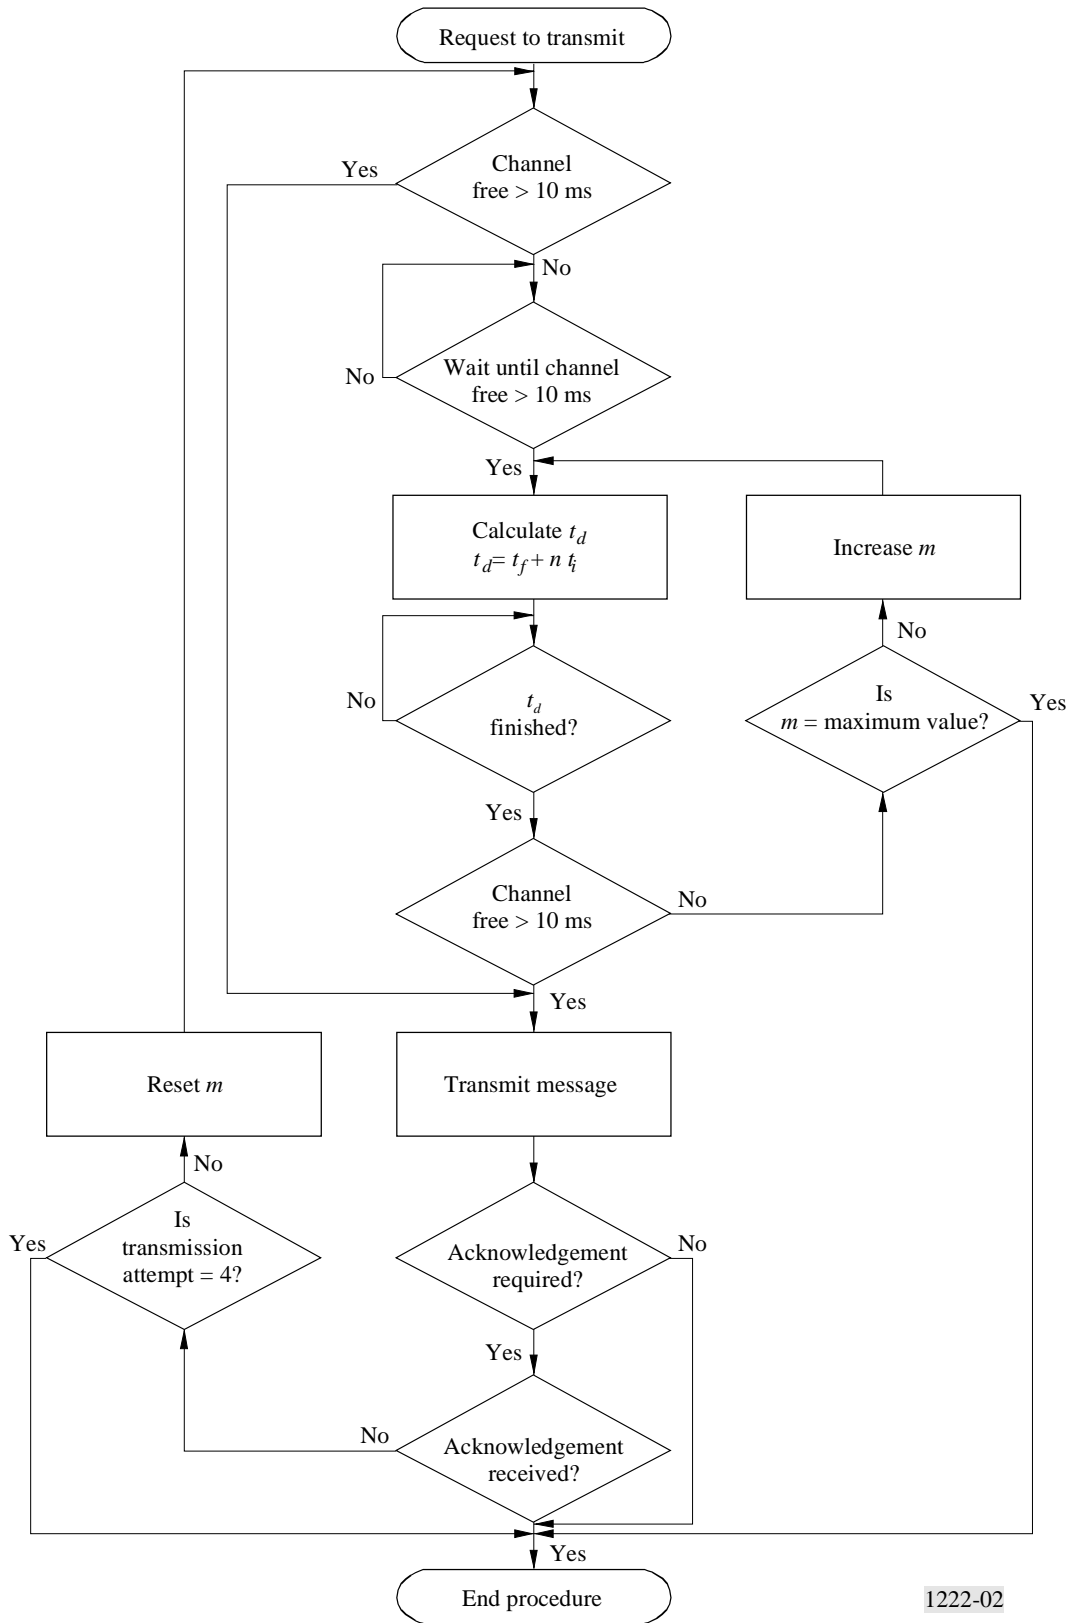 Request to transmit
Channel
free > 10 ms
Yes
No
Wait until channel
free > 10 ms
No
Yes
Calculate t_d
t_d = t_f + n t_i
Increase m
No
t_d
finished?
No
Is
m = maximum value?
Yes
Yes
Channel
free > 10 ms
No
Yes
Reset m
Transmit message
No
Is
transmission
attempt = 4?
Yes
Acknowledgement
required?
No
Yes
Acknowledgement
received?
No
Yes
End procedure
1222-02